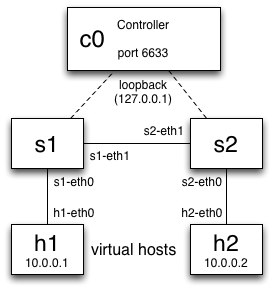 c0
Controller
port 6633
loopback
(127.0.0.1)
s1
s2-eth1
s1-eth1
s2
s1-eth0
s2-eth0
h1-eth0
h2-eth0
h1
10.0.0.1
virtual hosts
h2
10.0.0.2